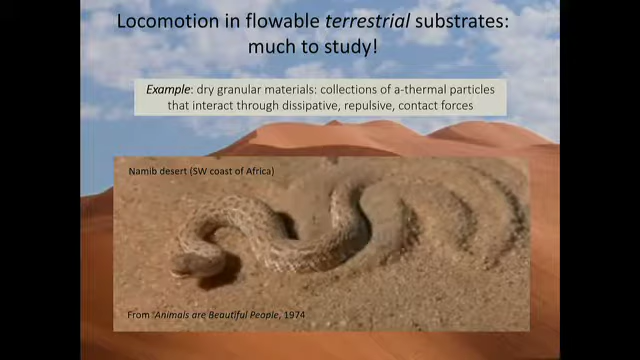 Locomotion in flowable terrestrial substrates:
much to study!
Example: dry granular materials: collections of a-thermal particles
that interact through dissipative, repulsive, contact forces
Namib desert (SW coast of Africa)
From 'Animals are Beautiful People, 1974